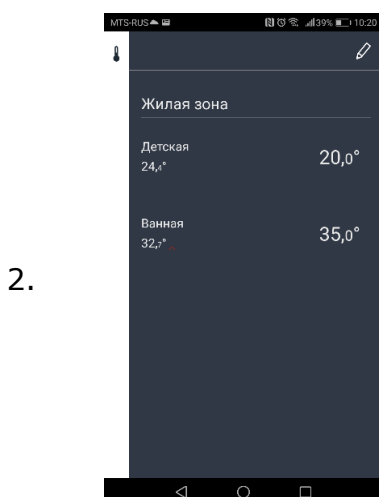 MTS-RUS 39% 10:20
Жилая зона
Детская
24,4°
20,0°
Ванная
32,7°
35,0°
2.